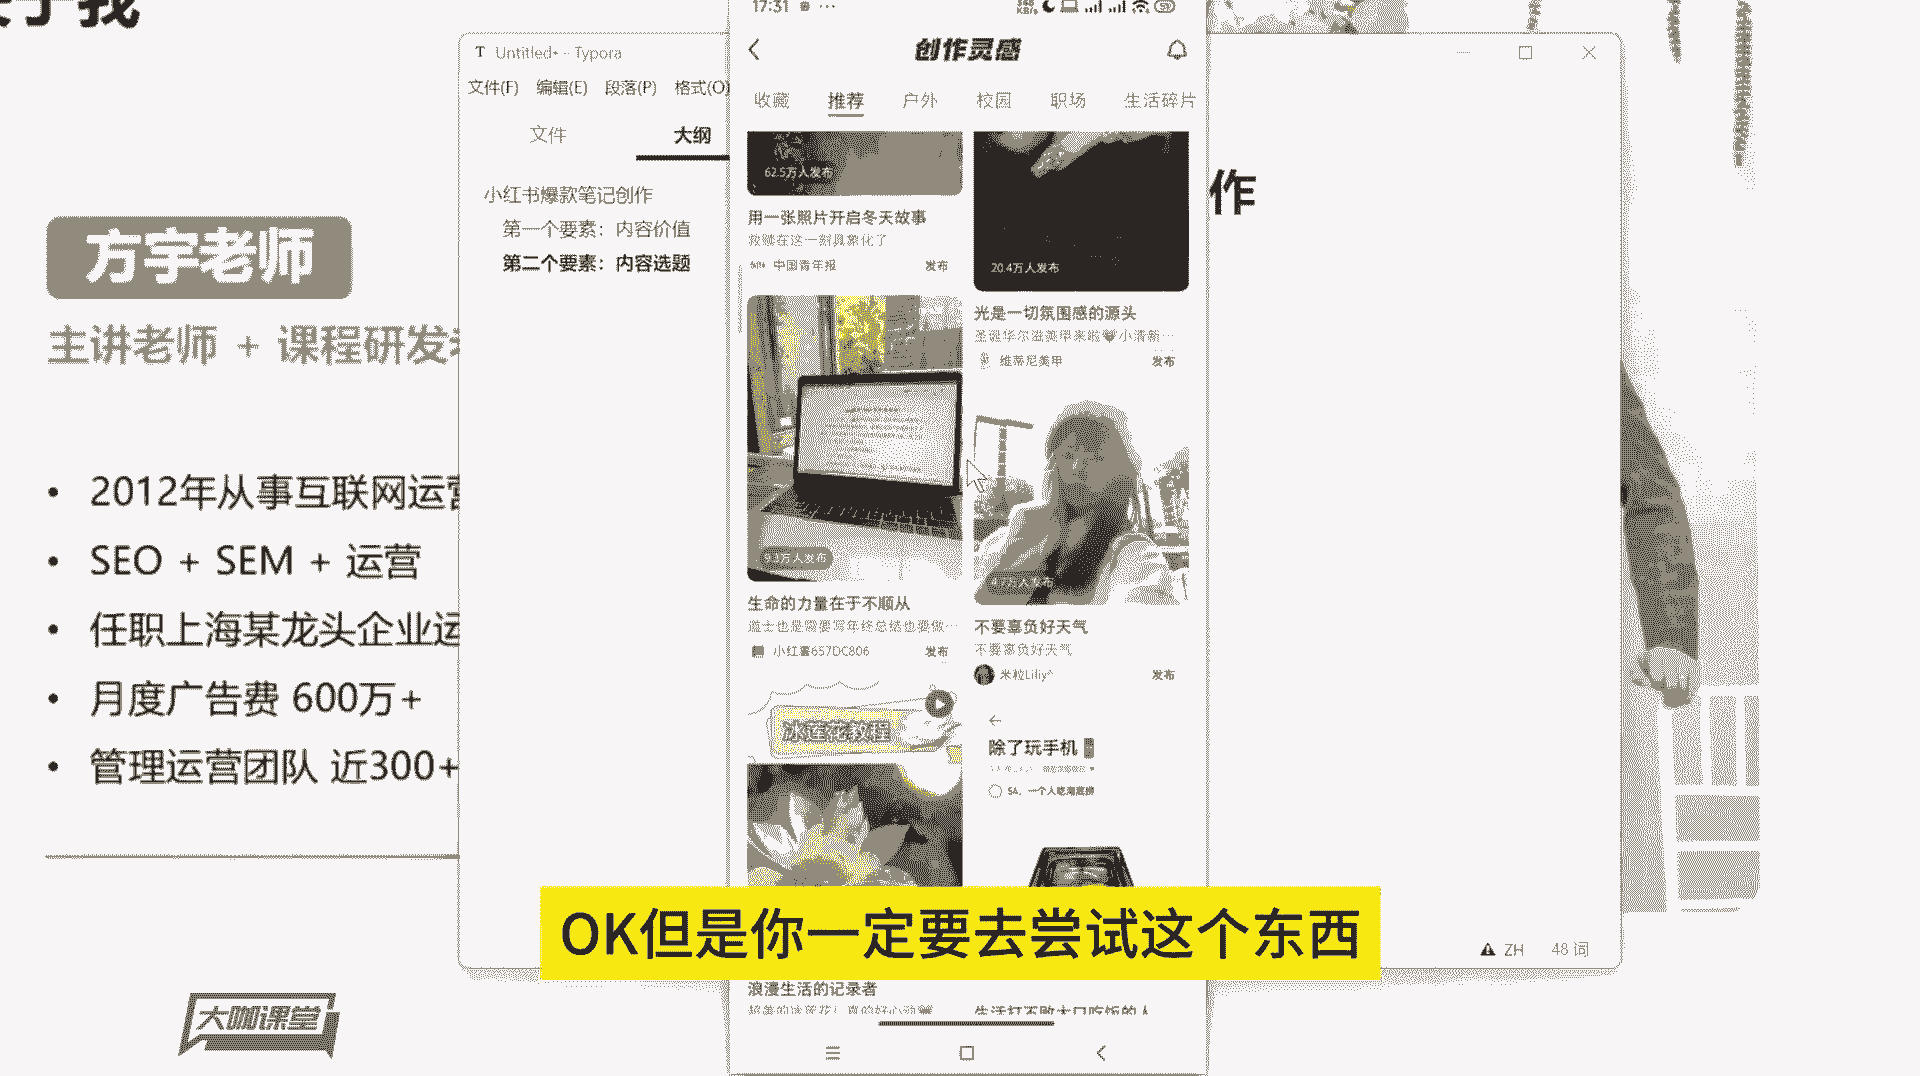 方宇老师
主讲老师 + 课程研发
• 2012年从事互联网运营
• SEO + SEM + 运营
• 任职上海某龙头企业运
• 月度广告费 600万+
• 管理运营团队 近300+
大咖课堂
Untitled• - Typora
文件(F) 编辑(E) 段落(P) 格式(O)
文件 大纲
小红书爆款笔记创作
第一个要素：内容价值
第二个要素：内容选题
作
17:31
创作灵感
收藏 推荐 户外 校园 职场 生活碎片
62.5万人发布
用一张照片开启冬天故事
救赎在这一刻具象化了
中国青年报 发布
20.4万人发布
光是一切氛围感的源头
维蒂尼美甲 发布
9.3万人发布
生命的力量在于不顺从
道士也是需要写年终总结也要做…
小红薯657DC806 发布
4.7万人发布
不要辜负好天气
不要辜负好天气
米粒Liliy^ 发布
冰莲花教程
除了玩手机
54，一个人吃海底捞
浪漫生活的记录者
生活打不败大口吃饭的人
OK但是你一定要去尝试这个东西
ZH 48 词